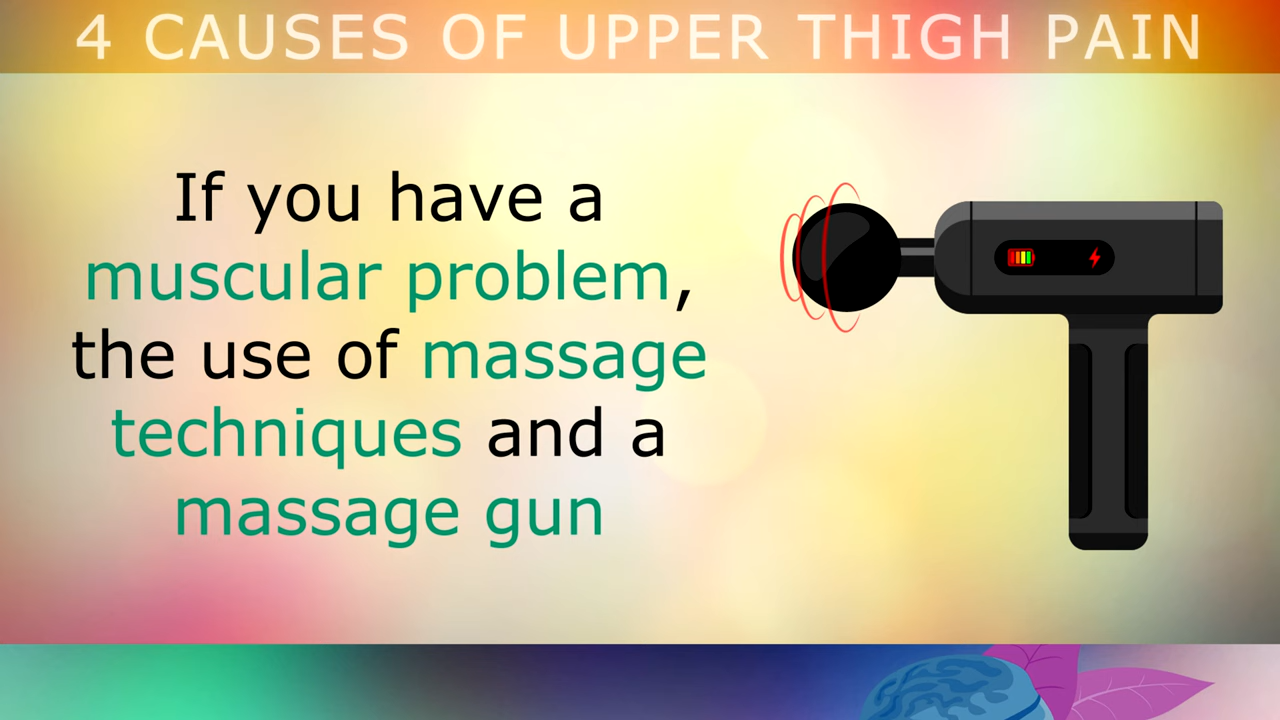 4 CAUSES OF UPPER THIGH PAIN
If you have a
muscular problem,
the use of massage
techniques and a
massage gun